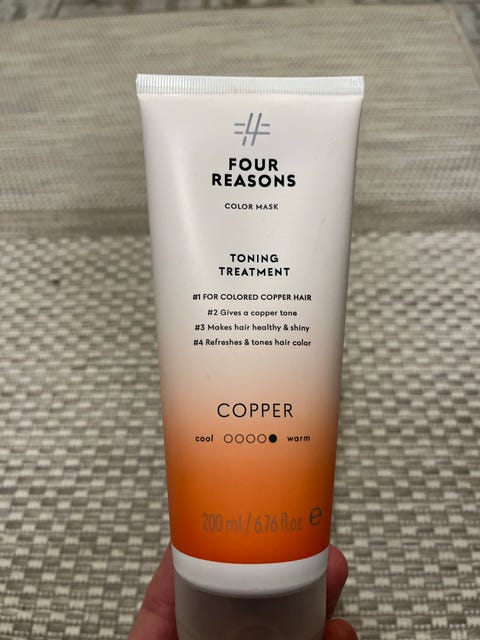 4
FOUR
REASONS
COLOR MASK
TONING
TREATMENT
#1 FOR COLORED COPPER HAIR
#2 Gives a copper tone
#3 Makes hair healthy & shiny
#4 Refreshes & tones hair color
COPPER
cool warm
200 ml / 6.76 fl.oz. ℮